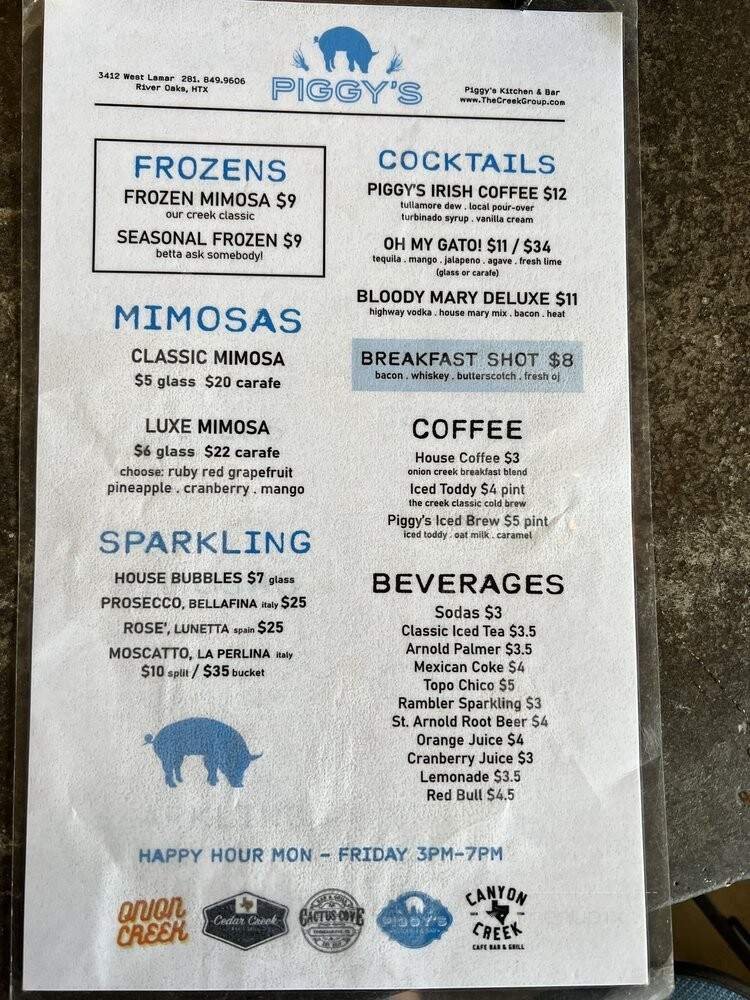 3412 West Lamar 281. 849.9606
River Oaks, HTX
PIGGY'S
Piggy's Kitchen & Bar
www.TheCreekGroup.com
FROZENS
FROZEN MIMOSA $9
our creek classic
SEASONAL FROZEN $9
betta ask somebody!
MIMOSAS
CLASSIC MIMOSA
$5 glass $20 carafe
LUXE MIMOSA
$6 glass $22 carafe
choose: ruby red grapefruit
pineapple . cranberry . mango
SPARKLING
HOUSE BUBBLES $7 glass
PROSECCO, BELLAFINA italy $25
ROSE', LUNETTA spain $25
MOSCATTO, LA PERLINA italy
$10 split / $35 bucket
COCKTAILS
PIGGY'S IRISH COFFEE $12
tullamore dew . local pour-over
turbinado syrup . vanilla cream
OH MY GATO! $11 / $34
tequila . mango . jalapeno . agave . fresh lime
(glass or carafe)
BLOODY MARY DELUXE $11
highway vodka . house mary mix . bacon . heat
BREAKFAST SHOT $8
bacon . whiskey . butterscotch . fresh oj
COFFEE
House Coffee $3
onion creek breakfast blend
Iced Toddy $4 pint
the creek classic cold brew
Piggy's Iced Brew $5 pint
iced toddy . oat milk . caramel
BEVERAGES
Sodas $3
Classic Iced Tea $3.5
Arnold Palmer $3.5
Mexican Coke $4
Topo Chico $5
Rambler Sparkling $3
St. Arnold Root Beer $4
Orange Juice $4
Cranberry Juice $3
Lemonade $3.5
Red Bull $4.5
HAPPY HOUR MON - FRIDAY 3PM-7PM
ONION
CREEK
Cedar Creek
BAR & GRILL
CACTUS COVE
PIGGY'S
CANYON
CREEK
CAFE BAR & GRILL